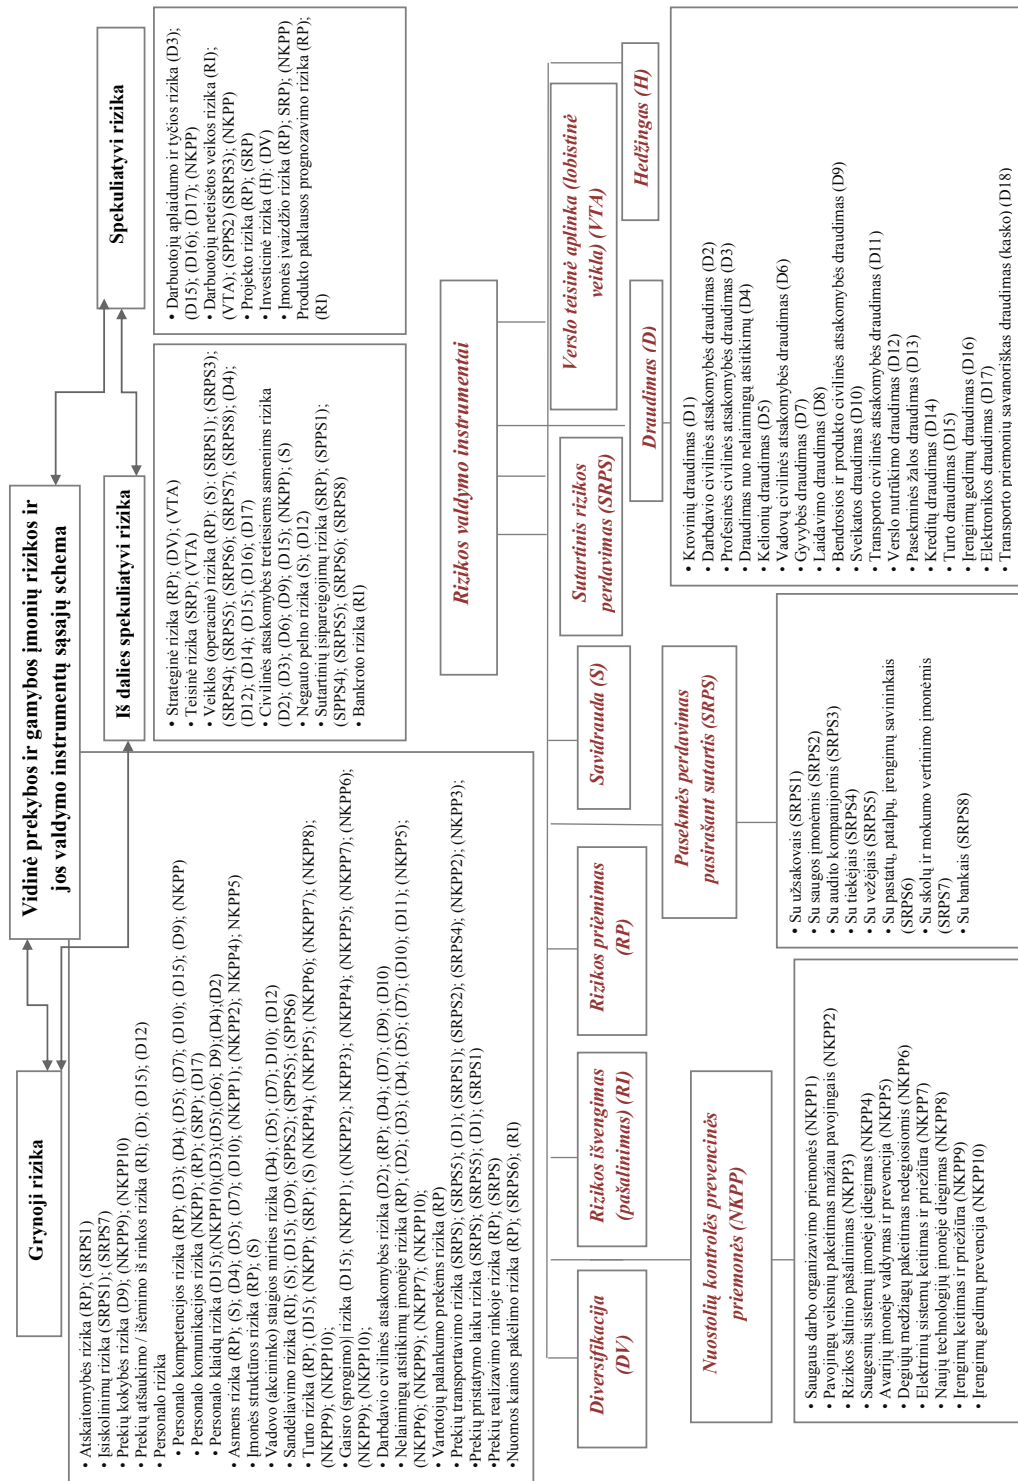 Vidinė prekybos ir gamybos įmonių rizikos ir
jos valdymo instrumentų sąsajų schema
Grynoji rizika
Iš dalies spekuliatyvi rizika
Spekuliatyvi rizika
• Atskaitomybės rizika (RP); (SRPS1)
• Įsiskolinimų rizika (SRPS1); (SRPS7)
• Prekių kokybės rizika (D9); (NKPP9); (NKPP10)
• Prekių atšaukimo / išėmimo iš rinkos rizika (RI); (D); (D15); (D12)
• Personalo rizika
• Personalo kompetencijos rizika (RP); (D3); (D4); (D5); (D7); (D10); (D15); (D9); (NKPP)
• Personalo komunikacijos rizika (NKPP); (RP); (SRP); (D17)
• Personalo klaidų rizika (D15);(NKPP10);(D3);(D5);(D6); D9);(D4);(D2)
• Asmens rizika (RP); (S); (D4); (D5); (D7); (D10); (NKPP1); (NKPP2); NKPP4); NKPP5)
• Įmonės struktūros rizika (RP); (S)
• Vadovo (akcininko) staigios mirties rizika (D4); (D5); (D7); D10); (D12)
• Sandėliavimo rizika (RI); (S); (D15); (D9); (SPPS2); (SPPS5); (SPPS6)
• Turto rizika (RP); (D15); (NKPP); (SRP); (S) (NKPP4); (NKPP5); (NKPP6); (NKPP7); (NKPP8);
(NKPP9); (NKPP10);
• Gaisro (sprogimo)| rizika (D15); (NKPP1); ((NKPP2); NKPP3); (NKPP4); (NKPP5); (NKPP7); (NKPP6);
(NKPP9); (NKPP10);
• Darbdavio civilinės atsakomybės rizika (D2); (RP); (D4); (D7); (D9); (D10)
• Nelaimingų atsitikimų įmonėje rizika (RP); (D2); (D3); (D4); (D5); (D7); (D10); (D11); (NKPP5);
(NKPP6); (NKPP9); (NKPP7); (NKPP10);
• Vartotojų palankumo prekėms rizika (RP)
• Prekių transportavimo rizika (SRPS); (SRPS5); (D1); (SRPS1); (SRPS2); (SRPS4); (NKPP2); (NKPP3);
•Prekių pristatymo laiku rizika (SRPS); (SRPS5); (D1); (SRPS1)
•Prekių realizavimo rinkoje rizika (RP); (SRPS)
•Nuomos kainos pakėlimo rizika (RP); (SRPS6); (RI)
• Strateginė rizika (RP); (DV); (VTA)
• Teisinė rizika (SRP); (VTA)
• Veiklos (operacinė) rizika (RP): (S): (SRPS1); (SRPS3);
(SRPS4); (SRPS5); (SRPS6); (SRPS7); (SRPS8); (D4);
(D12); (D14); (D15); (D16); (D17)
• Civilinės atsakomybės tretiesiems asmenims rizika
(D2); (D3); (D6); (D9); (D15); (NKPP); (S)
• Negauto pelno rizika (S); (D12)
• Sutartinių įsipareigojimų rizika (SRP); (SPPS1);
(SPPS4); (SRPS5); (SRPS6); (SRPS8)
• Bankroto rizika (RI)
• Darbuotojų aplaidumo ir tyčios rizika (D3);
(D15); (D16); (D17); (NKPP)
• Darbuotojų neteisėtos veikos rizika (RI);
(VTA); (SPPS2) (SRPS3); (NKPP)
• Projekto rizika (RP); (SRP)
• Investicinė rizika (H); (DV)
• Įmonės įvaizdžio rizika (RP); SRP); (NKPP)
Produkto paklausos prognozavimo rizika (RP);
(RI)
Rizikos valdymo instrumentai
Diversifikacija
(DV)
Rizikos išvengimas
(pašalinimas) (RI)
Rizikos priėmimas
(RP)
Savidrauda (S)
Sutartinis rizikos
perdavimas (SRPS)
Verslo teisinė aplinka (lobistinė
veikla) (VTA)
Nuostolių kontrolės prevencinės
priemonės (NKPP)
Pasekmės perdavimas
pasirašant sutartis (SRPS)
Draudimas (D)
Hedžingas (H)
• Saugaus darbo organizavimo priemonės (NKPP1)
• Pavojingų veiksnių pakeitimas mažiau pavojingais (NKPP2)
• Rizikos šaltinio pašalinimas (NKPP3)
• Saugesnių sistemų įmonėje įdiegimas (NKPP4)
• Avarijų įmonėje valdymas ir prevencija (NKPP5)
• Degiųjų medžiagų pakeitimas nedegiosiomis (NKPP6)
• Elektrinių sistemų keitimas ir priežiūra (NKPP7)
• Naujų technologijų įmonėje diegimas (NKPP8)
• Įrengimų keitimas ir priežiūra (NKPP9)
• Įrengimų gedimų prevencija (NKPP10)
• Su užsakovais (SRPS1)
• Su saugos įmonėmis (SRPS2)
• Su audito kompanijomis (SRPS3)
• Su tiekėjais (SRPS4)
• Su vežėjais (SRPS5)
• Su pastatų, patalpų, įrengimų savininkais
(SRPS6)
• Su skolų ir mokumo vertinimo įmonėmis
(SRPS7)
• Su bankais (SRPS8)
• Krovinių draudimas (D1)
• Darbdavio civilinės atsakomybės draudimas (D2)
• Profesinės civilinės atsakomybės draudimas (D3)
• Draudimas nuo nelaimingų atsitikimų (D4)
• Kelionių draudimas (D5)
• Vadovų civilinės atsakomybės draudimas (D6)
• Gyvybės draudimas (D7)
• Laidavimo draudimas (D8)
• Bendrosios ir produkto civilinės atsakomybės draudimas (D9)
• Sveikatos draudimas (D10)
• Transporto civilinės atsakomybės draudimas (D11)
• Verslo nutrūkimo draudimas (D12)
• Pasekminės žalos draudimas (D13)
• Kreditų draudimas (D14)
• Turto draudimas (D15)
• Įrengimų gedimų draudimas (D16)
• Elektronikos draudimas (D17)
• Transporto priemonių savanoriškas draudimas (kasko) (D18)